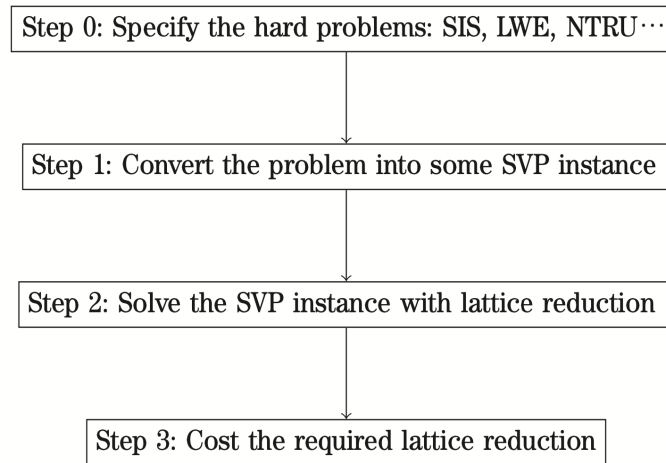 Step 0: Specify the hard problems: SIS, LWE, NTRU···
Step 1: Convert the problem into some SVP instance
Step 2: Solve the SVP instance with lattice reduction
Step 3: Cost the required lattice reduction